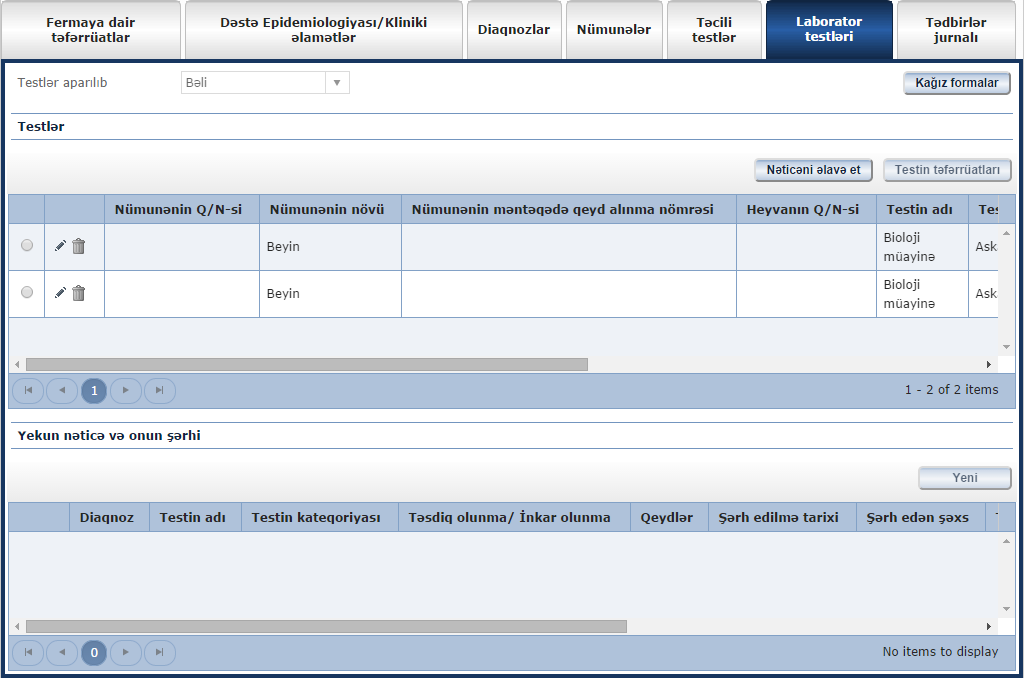 Fermaya dair təfərrüatlar
Dəstə Epidemiologiyası/Kliniki əlamətlər
Diaqnozlar
Nümunələr
Təcili testlər
Laborator testləri
Tədbirlər jurnalı
Testlər aparılıb
Bəli
Kağız formalar
Testlər
Nəticəni əlavə et
Testin təfərrüatları
Nümunənin Q/N-si
Nümunənin növü
Nümunənin məntəqədə qeyd alınma nömrəsi
Heyvanın Q/N-si
Testin adı
Tes
Beyin
Bioloji müayinə
Ask
Beyin
Bioloji müayinə
Ask
1
1 - 2 of 2 items
Yekun nəticə və onun şərhi
Yeni
Diaqnoz
Testin adı
Testin kateqoriyası
Təsdiq olunma/ İnkar olunma
Qeydlər
Şərh edilmə tarixi
Şərh edən şəxs
0
No items to display